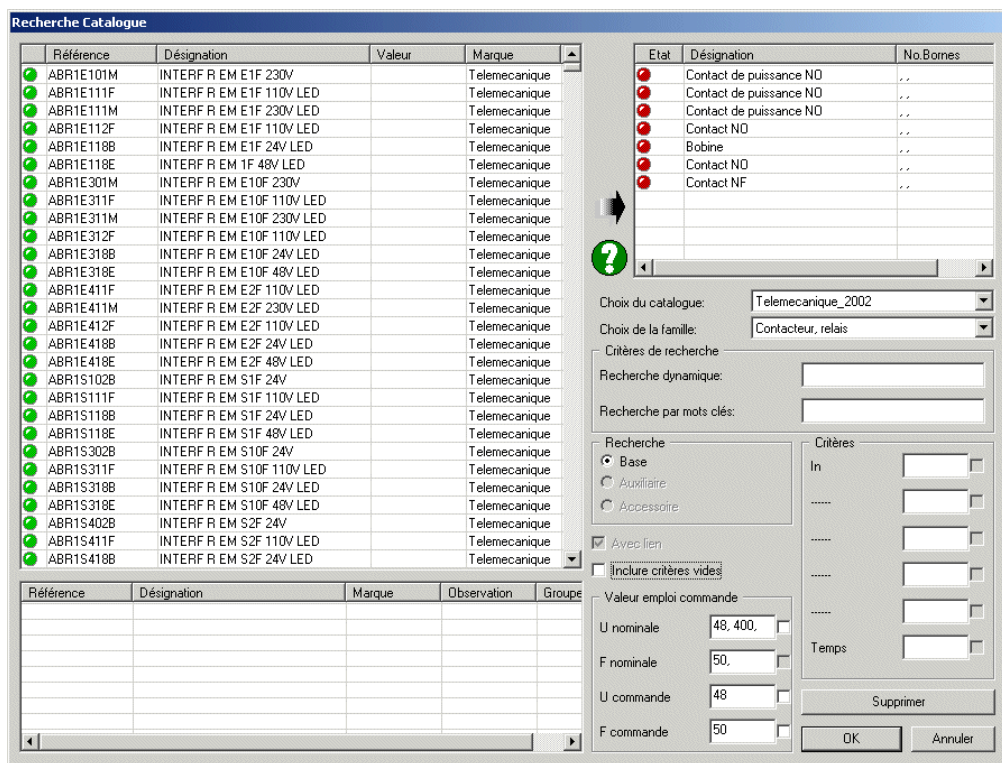 Recherche Catalogue
Référence Désignation Valeur Marque
ABR1E101M INTERF R EM E1F 230V Telemecanique
ABR1E111F INTERF R EM E1F 110V LED Telemecanique
ABR1E111M INTERF R EM E1F 230V LED Telemecanique
ABR1E112F INTERF R EM E1F 110V LED Telemecanique
ABR1E118B INTERF R EM E1F 24V LED Telemecanique
ABR1E118E INTERF R EM 1F 48V LED Telemecanique
ABR1E301M INTERF R EM E10F 230V Telemecanique
ABR1E311F INTERF R EM E10F 110V LED Telemecanique
ABR1E311M INTERF R EM E10F 230V LED Telemecanique
ABR1E312F INTERF R EM E10F 110V LED Telemecanique
ABR1E318B INTERF R EM E10F 24V LED Telemecanique
ABR1E318E INTERF R EM E10F 48V LED Telemecanique
ABR1E411F INTERF R EM E2F 110V LED Telemecanique
ABR1E411M INTERF R EM E2F 230V LED Telemecanique
ABR1E412F INTERF R EM E2F 110V LED Telemecanique
ABR1E418B INTERF R EM E2F 24V LED Telemecanique
ABR1E418E INTERF R EM E2F 48V LED Telemecanique
ABR1S102B INTERF R EM S1F 24V Telemecanique
ABR1S111F INTERF R EM S1F 110V LED Telemecanique
ABR1S118B INTERF R EM S1F 24V LED Telemecanique
ABR1S118E INTERF R EM S1F 48V LED Telemecanique
ABR1S302B INTERF R EM S10F 24V Telemecanique
ABR1S311F INTERF R EM S10F 110V LED Telemecanique
ABR1S318B INTERF R EM S10F 24V LED Telemecanique
ABR1S318E INTERF R EM S10F 48V LED Telemecanique
ABR1S402B INTERF R EM S2F 24V Telemecanique
ABR1S411F INTERF R EM S2F 110V LED Telemecanique
ABR1S418B INTERF R EM S2F 24V LED Telemecanique
Référence Désignation Marque Observation Groupe
Etat Désignation No.Bornes
Contact de puissance NO , ,
Contact de puissance NO , ,
Contact de puissance NO , ,
Contact NO , ,
Bobine , ,
Contact NO , ,
Contact NF , ,
?
Choix du catalogue: Telemecanique_2002
Choix de la famille: Contacteur, relais
Critères de recherche
Recherche dynamique:
Recherche par mots clés:
Recherche
Base
Auxiliaire
Accessoire
Avec lien
Inclure critères vides
Valeur emploi commande
U nominale 48, 400,
F nominale 50,
U commande 48
F commande 50
Critères
In
------
------
------
------
Temps
Supprimer
OK Annuler